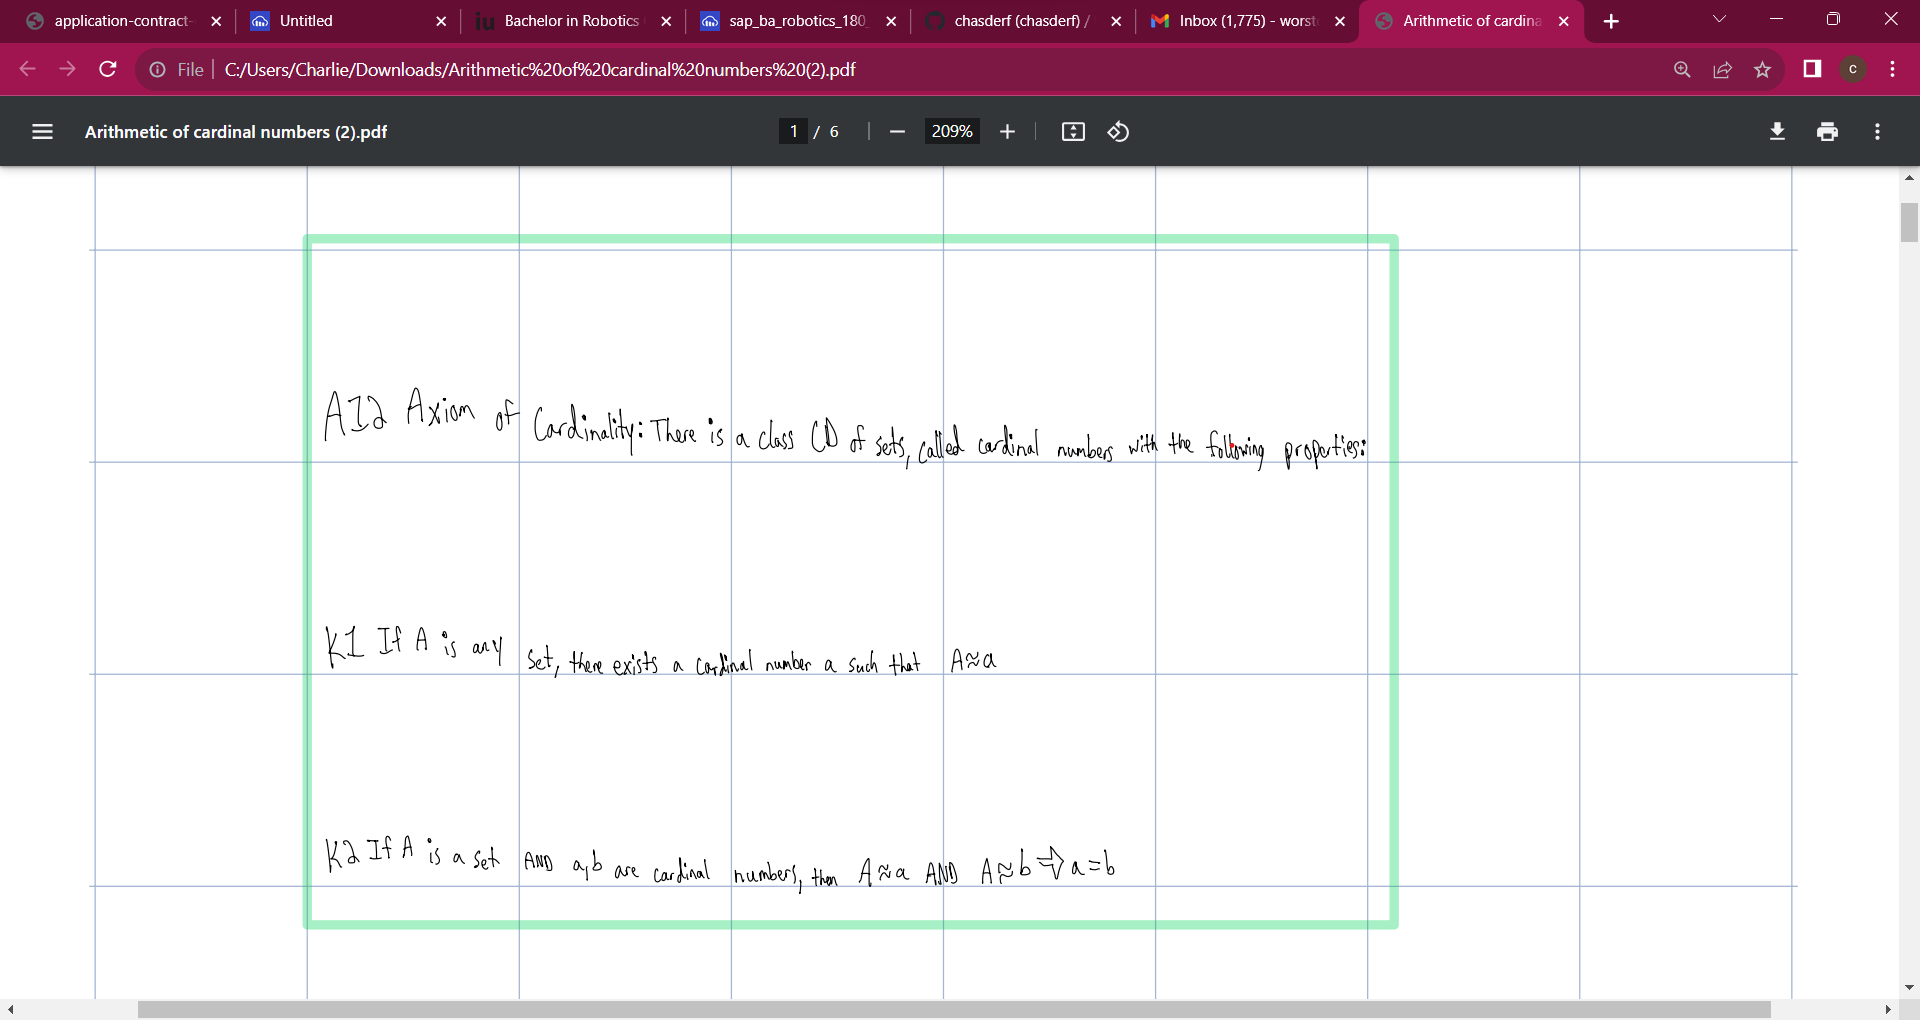 application-contract-
Untitled
iu Bachelor in Robotics
sap_ba_robotics_180
chasderf (chasderf) /
Inbox (1,775) - worst
Arithmetic of cardina
File C:/Users/Charlie/Downloads/Arithmetic%20of%20cardinal%20numbers%20(2).pdf
c
Arithmetic of cardinal numbers (2).pdf
1 / 6
209%
A12 Axiom of Cardinality: There is a class CD of sets, called cardinal numbers with the following properties:
K1 If A is any set, there exists a cardinal number a such that A≈a
K2 If A is a set AND a,b are cardinal numbers, then A≈a AND A≈b⇒a=b